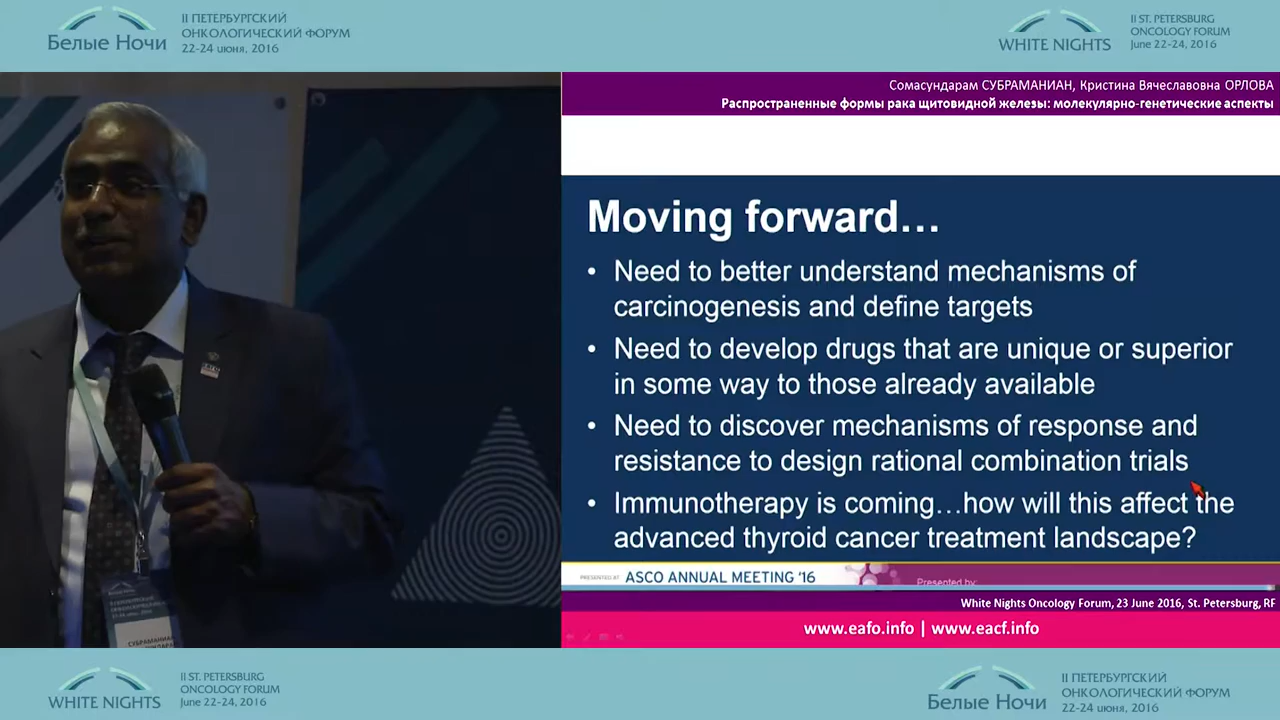 II ПЕТЕРБУРГСКИЙ
ОНКОЛОГИЧЕСКИЙ ФОРУМ
Белые Ночи
22-24 июня, 2016
II ST. PETERSBURG
ONCOLOGY FORUM
WHITE NIGHTS
June 22-24, 2016
Сомасундарам СУБРАМАНИАН, Кристина Вячеславовна ОРЛОВА
Распространенные формы рака щитовидной железы: молекулярно-генетические аспекты
Moving forward…
• Need to better understand mechanisms of
carcinogenesis and define targets
• Need to develop drugs that are unique or superior
in some way to those already available
• Need to discover mechanisms of response and
resistance to design rational combination trials
• Immunotherapy is coming…how will this affect the
advanced thyroid cancer treatment landscape?
PRESENTED AT ASCO ANNUAL MEETING '16
Presented by:
White Nights Oncology Forum, 23 June 2016, St. Petersburg, RF
www.eafo.info | www.eacf.info
СУБРАМАНИАН
II ST. PETERSBURG
ONCOLOGY FORUM
WHITE NIGHTS
June 22-24, 2016
II ПЕТЕРБУРГСКИЙ
ОНКОЛОГИЧЕСКИЙ ФОРУМ
Белые Ночи
22-24 июня, 2016